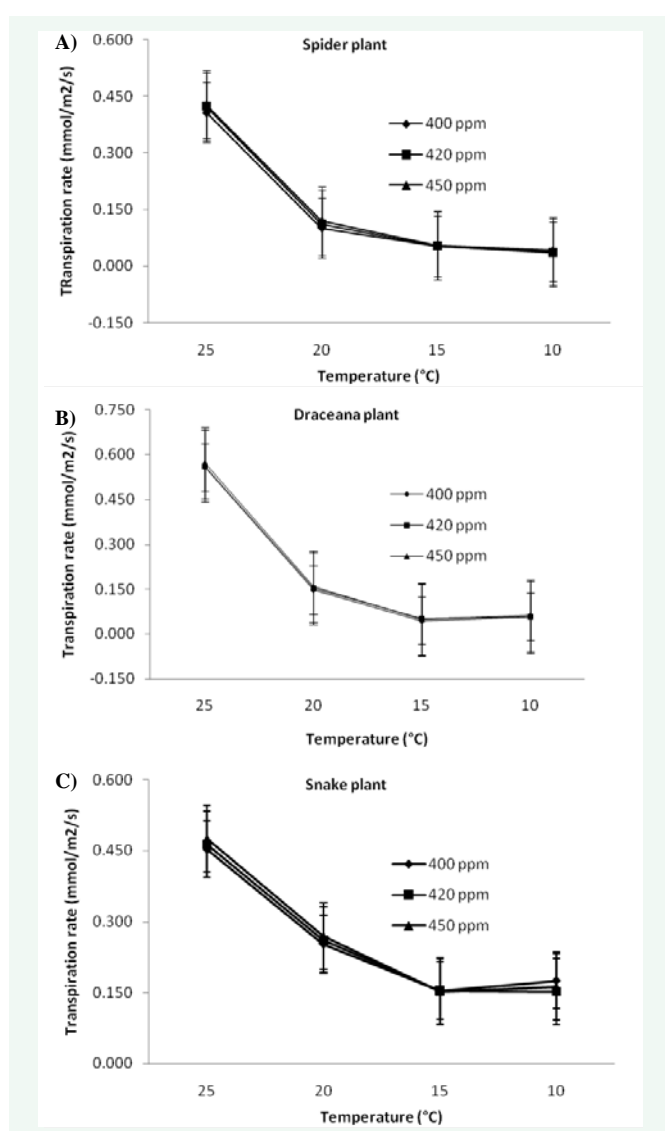 A)
Spider plant
TRanspiration rate (mmol/m2/s)
0.600
0.450
0.300
0.150
0.000
-0.150
400 ppm
420 ppm
450 ppm
25 20 15 10
Temperature (°C)
B)
Draceana plant
Transpiration rate (mmol/m2/s)
0.750
0.600
0.450
0.300
0.150
0.000
-0.150
400 ppm
420 ppm
450 ppm
25 20 15 10
Temperature (°C)
C)
Snake plant
Transpiration rate (mmol/m2/s)
0.600
0.450
0.300
0.150
0.000
400 ppm
420 ppm
450 ppm
25 20 15 10
Temperature (°C)